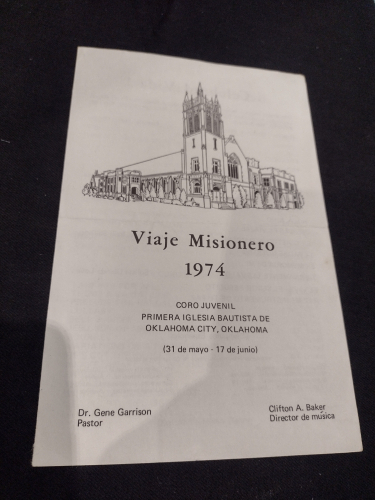 Viaje Misionero
1974
CORO JUVENIL
PRIMERA IGLESIA BAUTISTA DE
OKLAHOMA CITY, OKLAHOMA
(31 de mayo - 17 de junio)
Dr. Gene Garrison
Pastor
Clifton A. Baker
Director de música